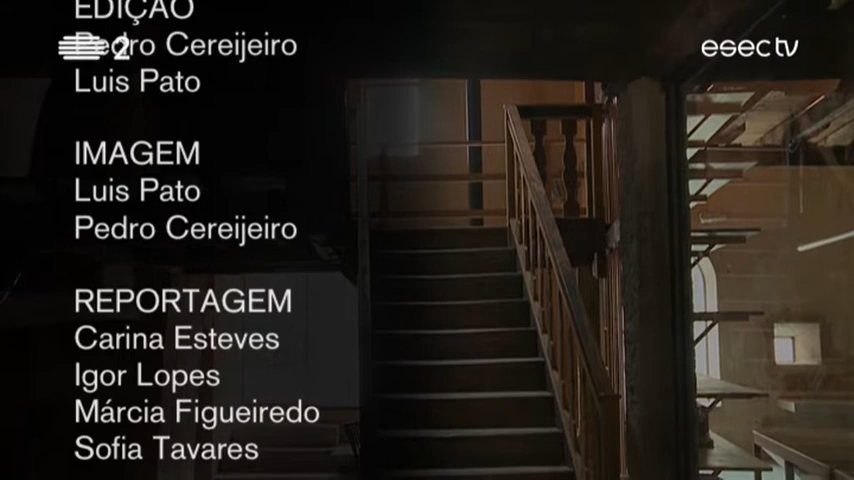 EDIÇÃO
Pedro Cereijeiro
2
esectv
Luis Pato
IMAGEM
Luis Pato
Pedro Cereijeiro
REPORTAGEM
Carina Esteves
Igor Lopes
Márcia Figueiredo
Sofia Tavares